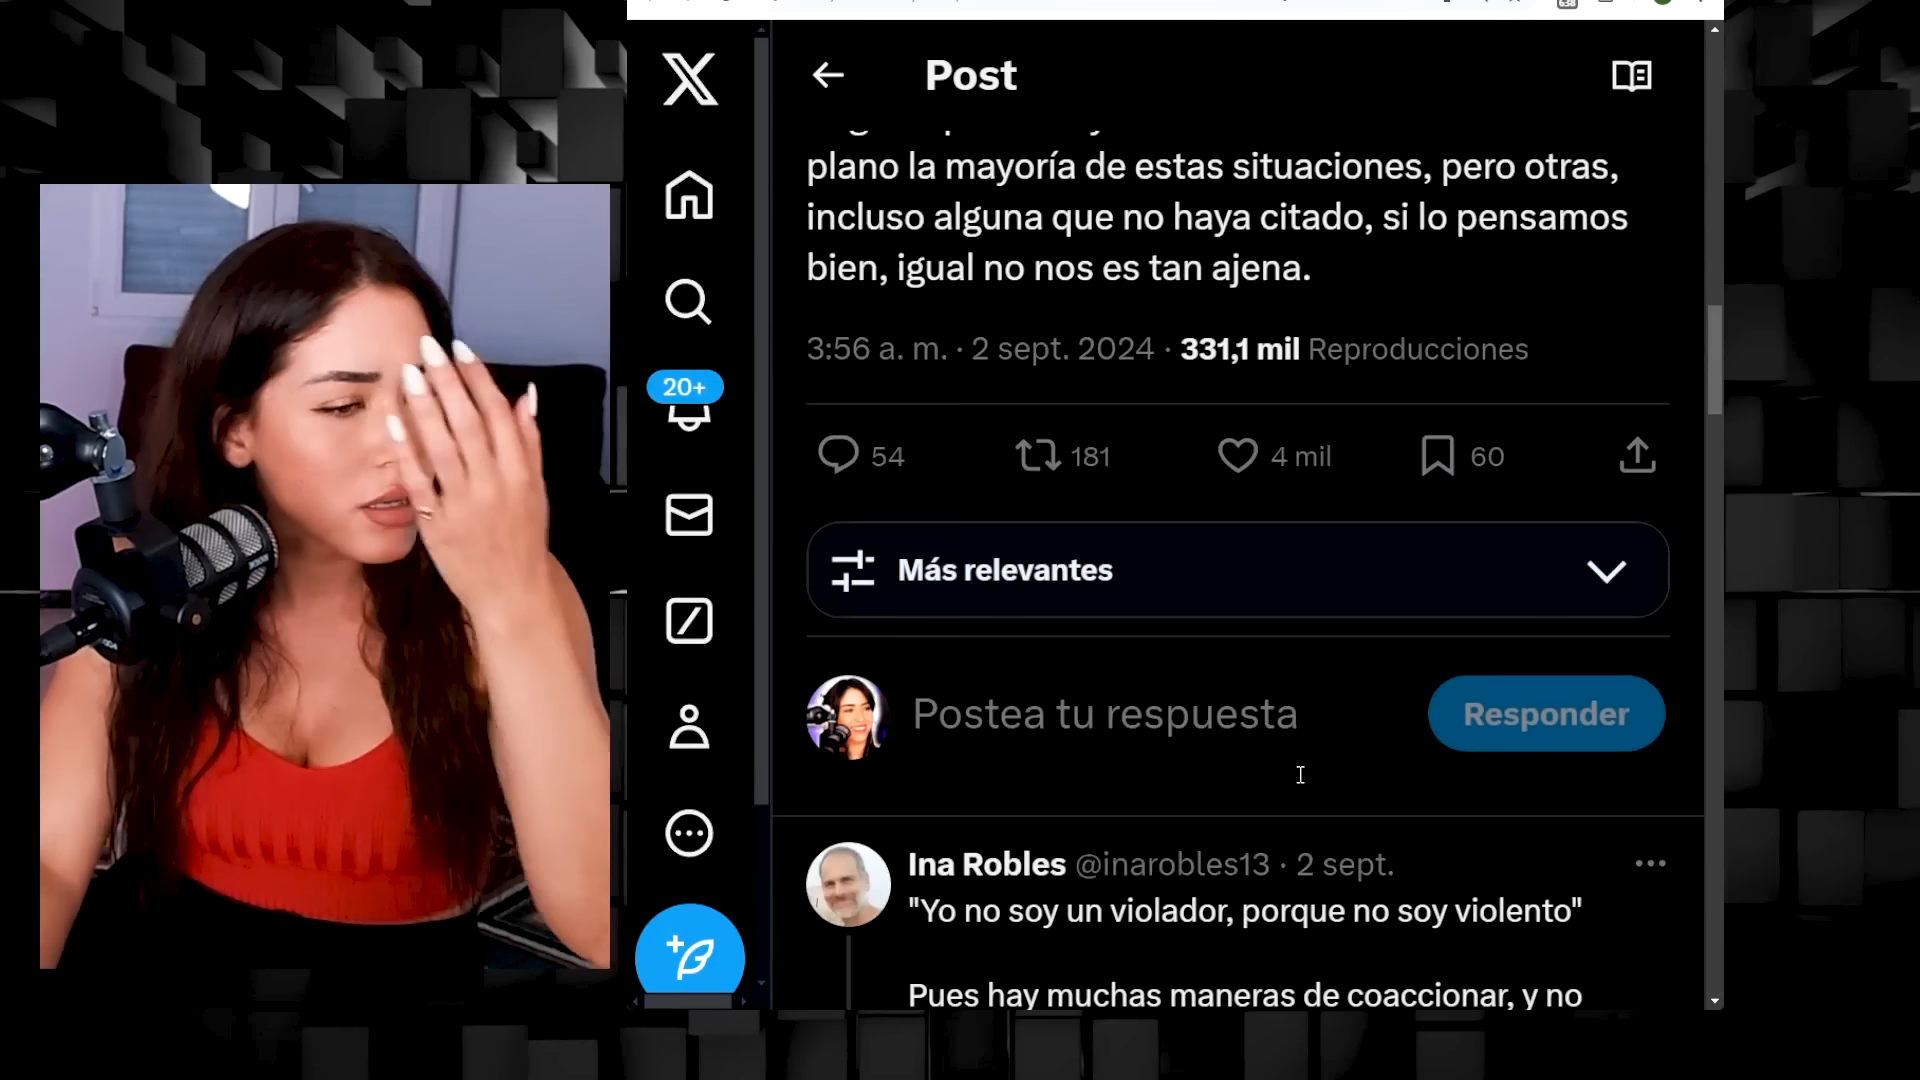 Post
plano la mayoría de estas situaciones, pero otras,
incluso alguna que no haya citado, si lo pensamos
bien, igual no nos es tan ajena.
3:56 a. m. · 2 sept. 2024 · 331,1 mil Reproducciones
20+
54 181 4 mil 60
Más relevantes
Postea tu respuesta
Responder
Ina Robles @inarobles13 · 2 sept.
"Yo no soy un violador, porque no soy violento"
Pues hay muchas maneras de coaccionar, y no